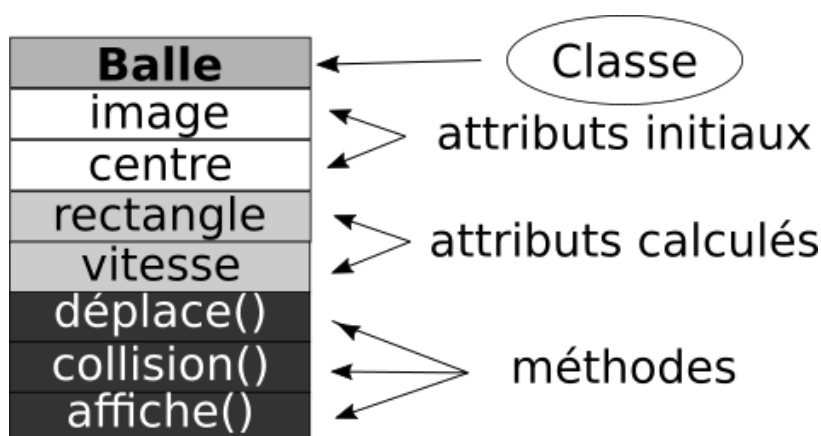 Balle
Classe
image
centre
attributs initiaux
rectangle
vitesse
attributs calculés
déplace()
collision()
affiche()
méthodes